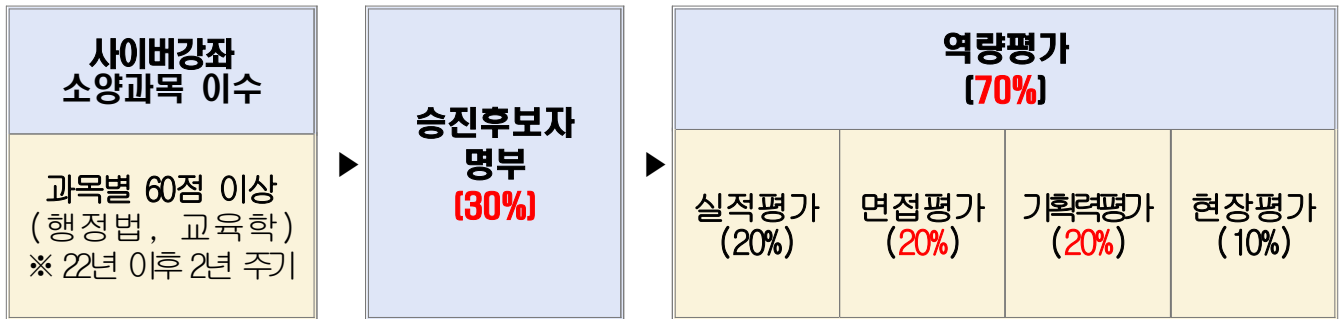 사이버강좌
소양과목 이수
과목별 60점 이상
(행정법, 교육학)
※ 22년 이후 2년 주기
▶
승진후보자
명부
(30%)
▶
역량평가
(70%)
실적평가
(20%)
면접평가
(20%)
기획력평가
(20%)
현장평가
(10%)